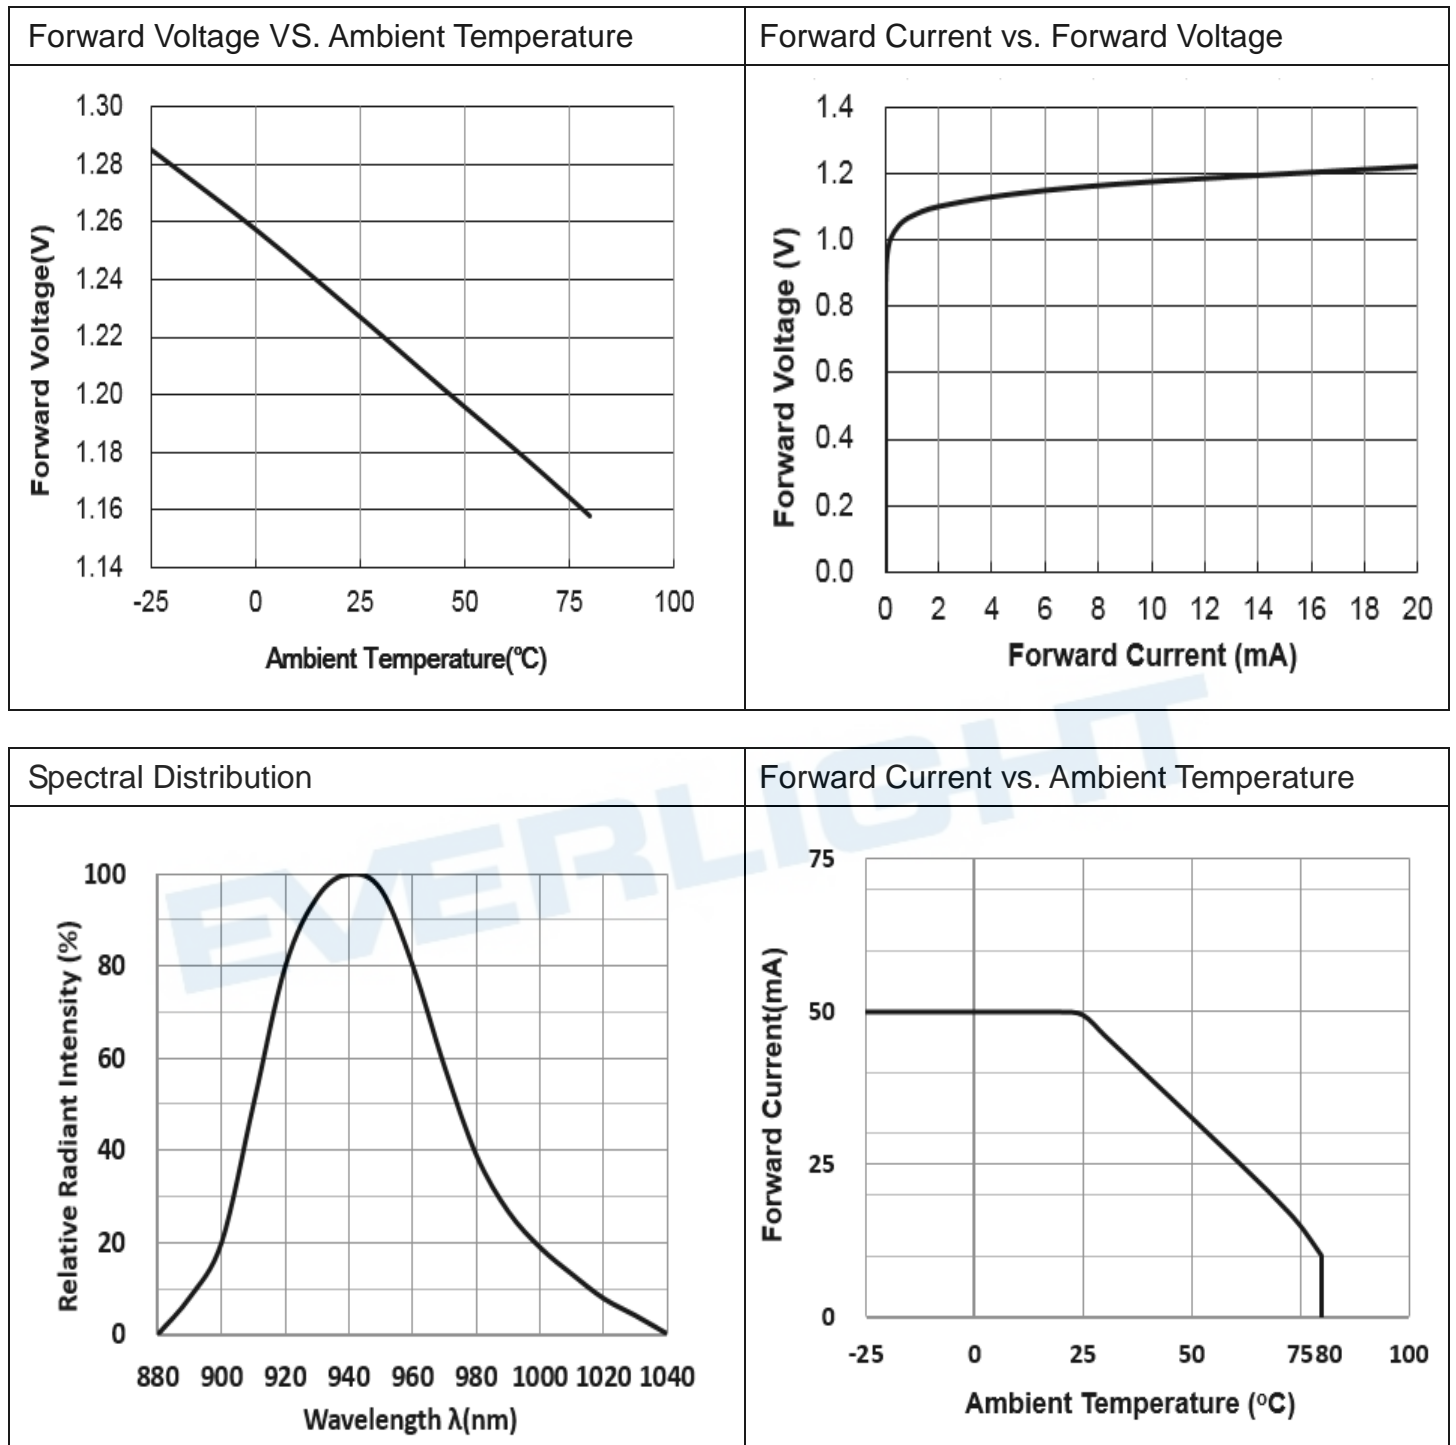 Forward Voltage VS. Ambient Temperature
1.30
1.28
1.26
1.24
1.22
1.20
1.18
1.16
1.14
Forward Voltage(V)
-25 0 25 50 75 100
Ambient Temperature(℃)
Forward Current vs. Forward Voltage
1.4
1.2
1.0
0.8
0.6
0.4
0.2
0.0
Forward Voltage (V)
0 2 4 6 8 10 12 14 16 18 20
Forward Current (mA)
EVERLIGHT
Spectral Distribution
100
80
60
40
20
0
Relative Radiant Intensity (%)
880 900 920 940 960 980 1000 1020 1040
Wavelength λ(nm)
Forward Current vs. Ambient Temperature
75
50
25
0
Forward Current(mA)
-25 0 25 50 7580 100
Ambient Temperature (ºC)